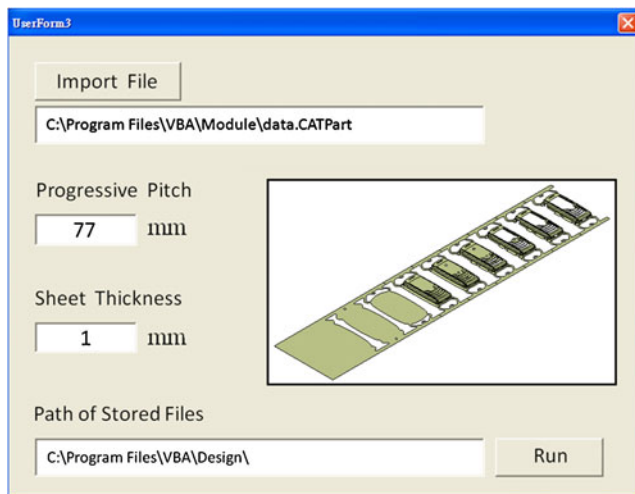 UserForm3
Import File
C:\Program Files\VBA\Module\data.CATPart
Progressive Pitch
77 mm
Sheet Thickness
1 mm
Path of Stored Files
C:\Program Files\VBA\Design\ Run